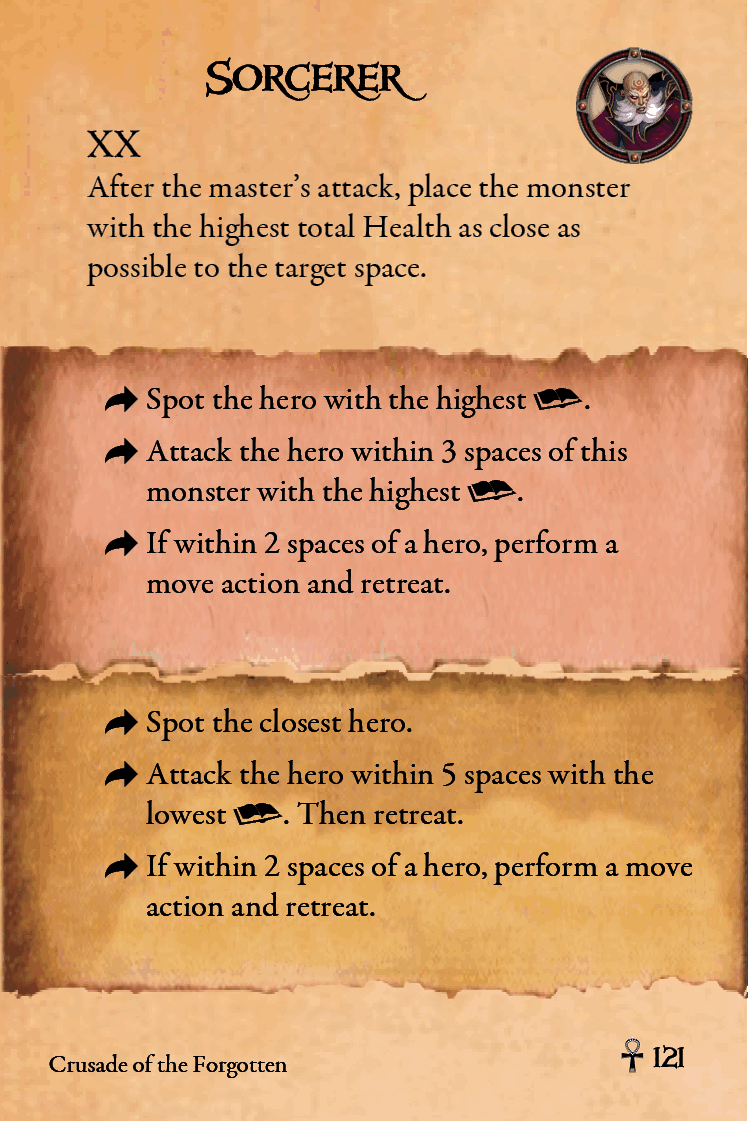 Sorcerer
XX
After the master's attack, place the monster
with the highest total Health as close as
possible to the target space.
Spot the hero with the highest .
Attack the hero within 3 spaces of this
monster with the highest .
If within 2 spaces of a hero, perform a
move action and retreat.
Spot the closest hero.
Attack the hero within 5 spaces with the
lowest . Then retreat.
If within 2 spaces of a hero, perform a move
action and retreat.
Crusade of the Forgotten
121